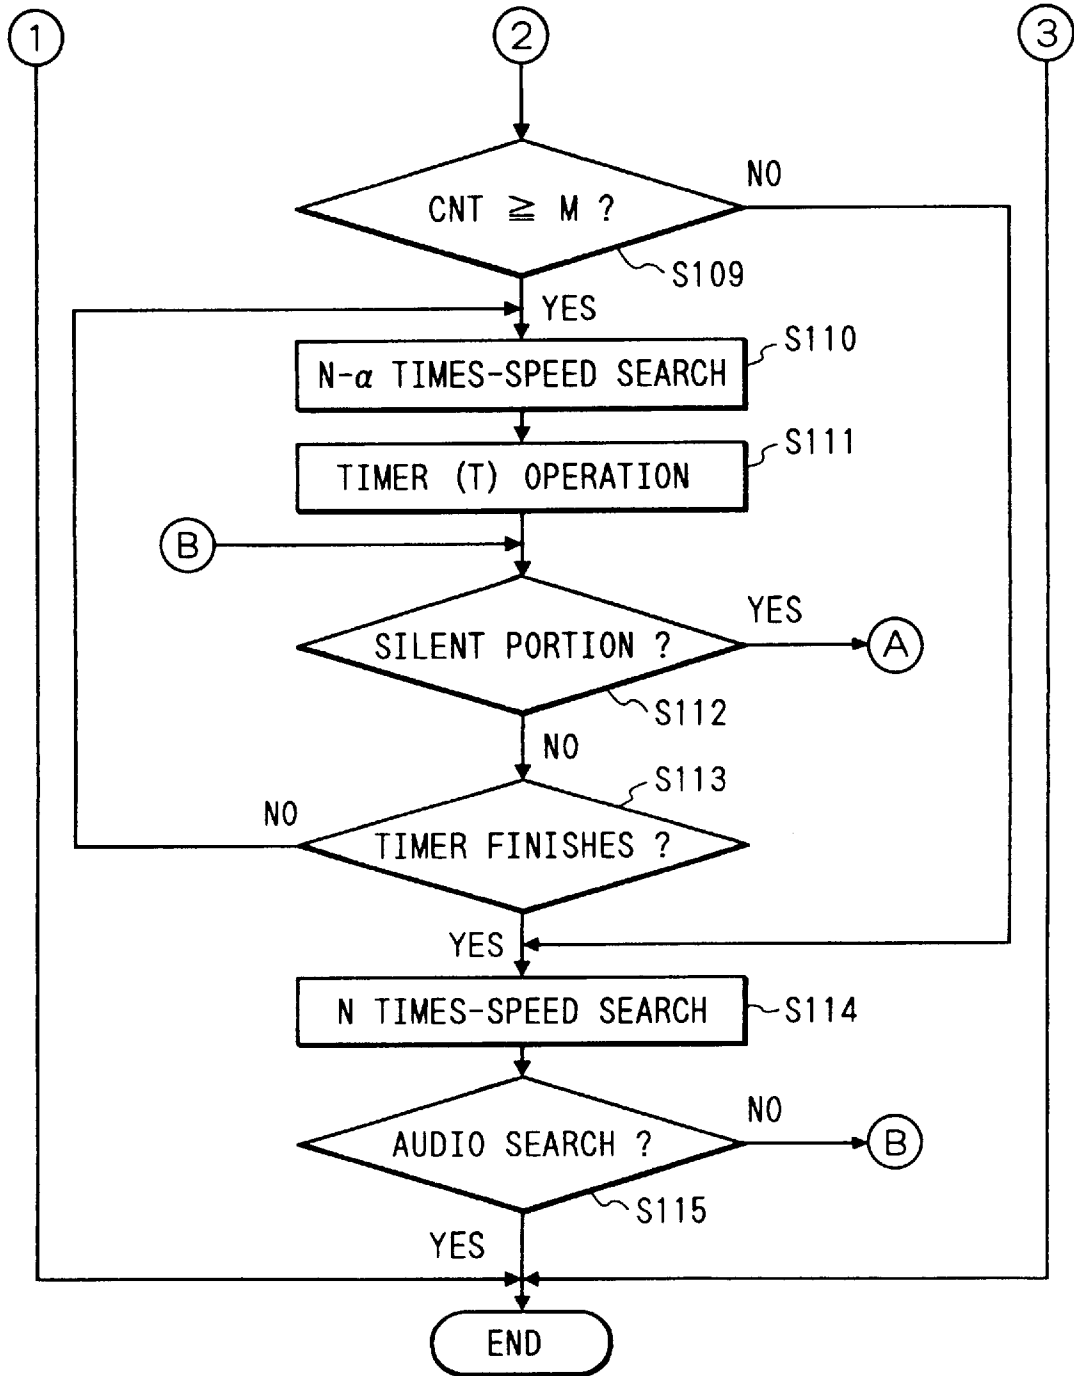 1
2
3
CNT ≧ M ?
NO
S109
YES
N-α TIMES-SPEED SEARCH
S110
TIMER (T) OPERATION
S111
B
SILENT PORTION ?
YES
A
S112
NO
S113
NO
TIMER FINISHES ?
YES
N TIMES-SPEED SEARCH
S114
AUDIO SEARCH ?
NO
B
S115
YES
END